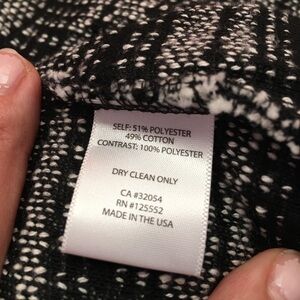 SELF: 51% POLYESTER
49% COTTON
CONTRAST: 100% POLYESTER
DRY CLEAN ONLY
CA #32054
RN #125552
MADE IN THE USA